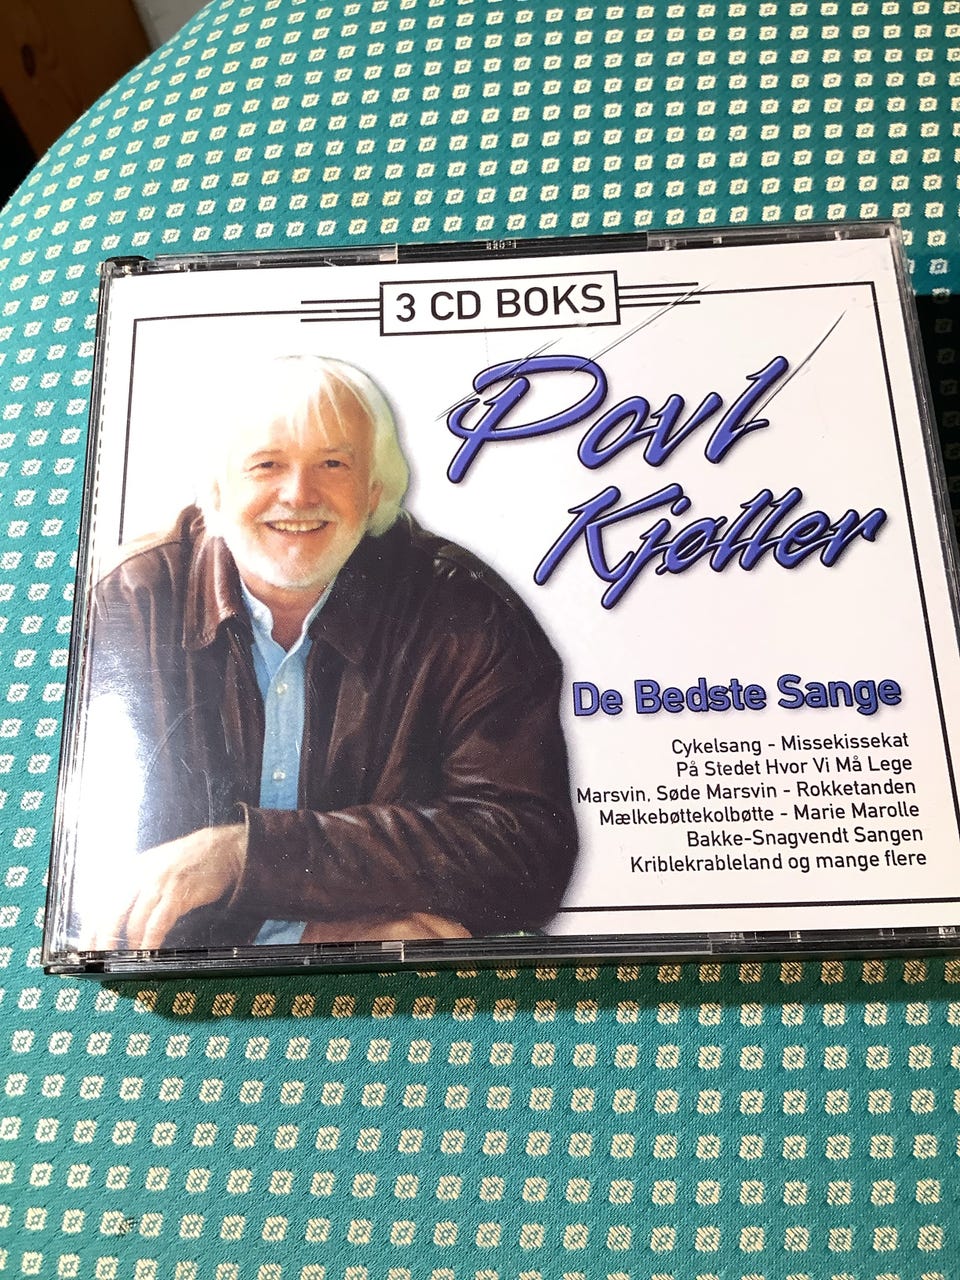 3 CD BOKS
Povl
Kjøller
De Bedste Sange
Cykelsang - Missekissekat
På Stedet Hvor Vi Må Lege
Marsvin, Søde Marsvin - Rokketanden
Mælkebøttekolbøtte - Marie Marolle
Bakke-Snagvendt Sangen
Kriblekrableland og mange flere